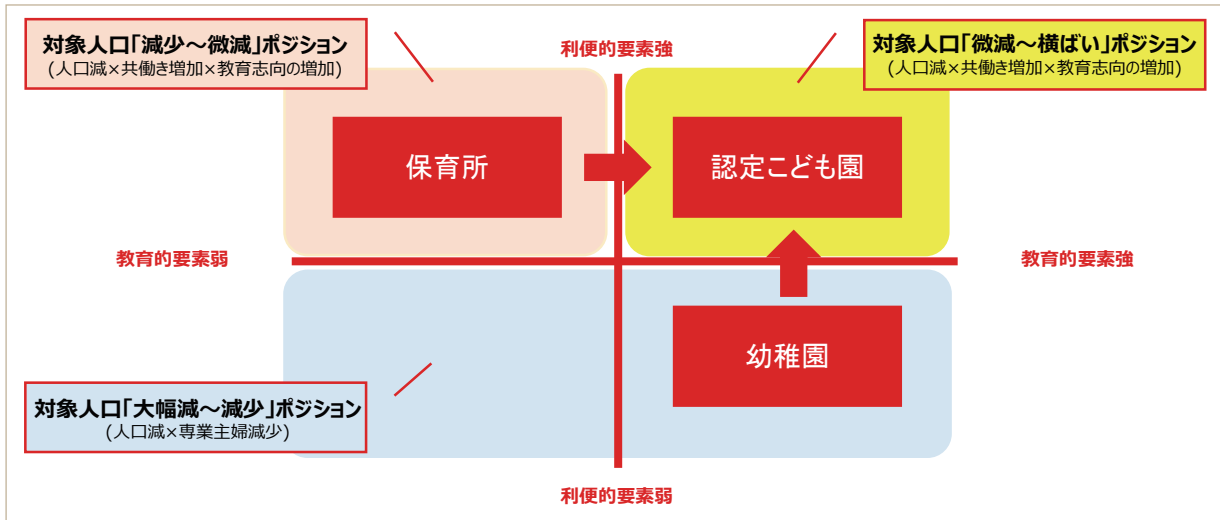 対象人口「減少～微減」ポジション
(人口減×共働き増加×教育志向の増加)
利便的要素強
対象人口「微減～横ばい」ポジション
(人口減×共働き増加×教育志向の増加)
保育所
認定こども園
教育的要素弱
教育的要素強
幼稚園
対象人口「大幅減～減少」ポジション
(人口減×専業主婦減少)
利便的要素弱